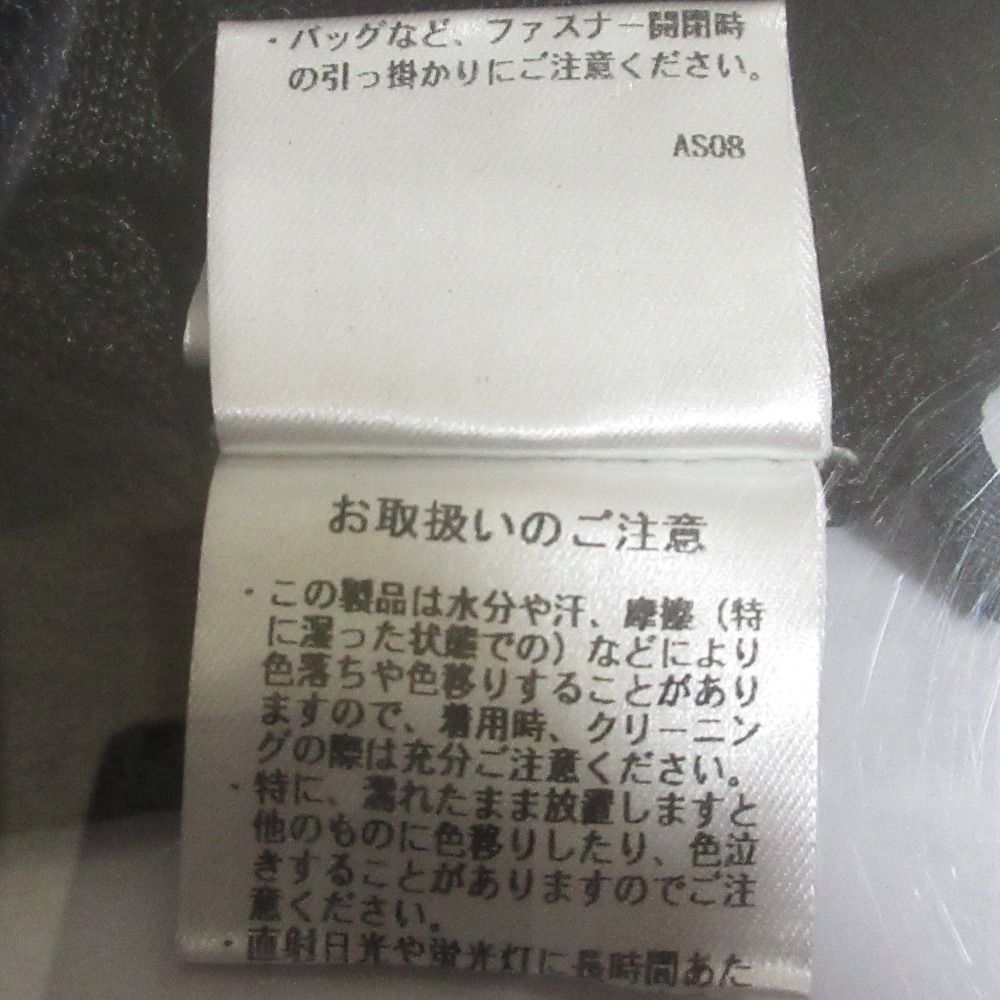 ・バッグなど、ファスナー開閉時
の引っ掛かりにご注意ください。
AS08
お取扱いのご注意
・この製品は水分や汗、摩擦（特
に湿った状態での）などにより
色落ちや色移りすることがあり
ますので、着用時、クリーニン
グの際は充分ご注意ください。
・特に、濡れたまま放置しますと
他のものに色移りしたり、色泣
きすることがありますのでご注
意ください。
・直射日光や蛍光灯に長時間あた